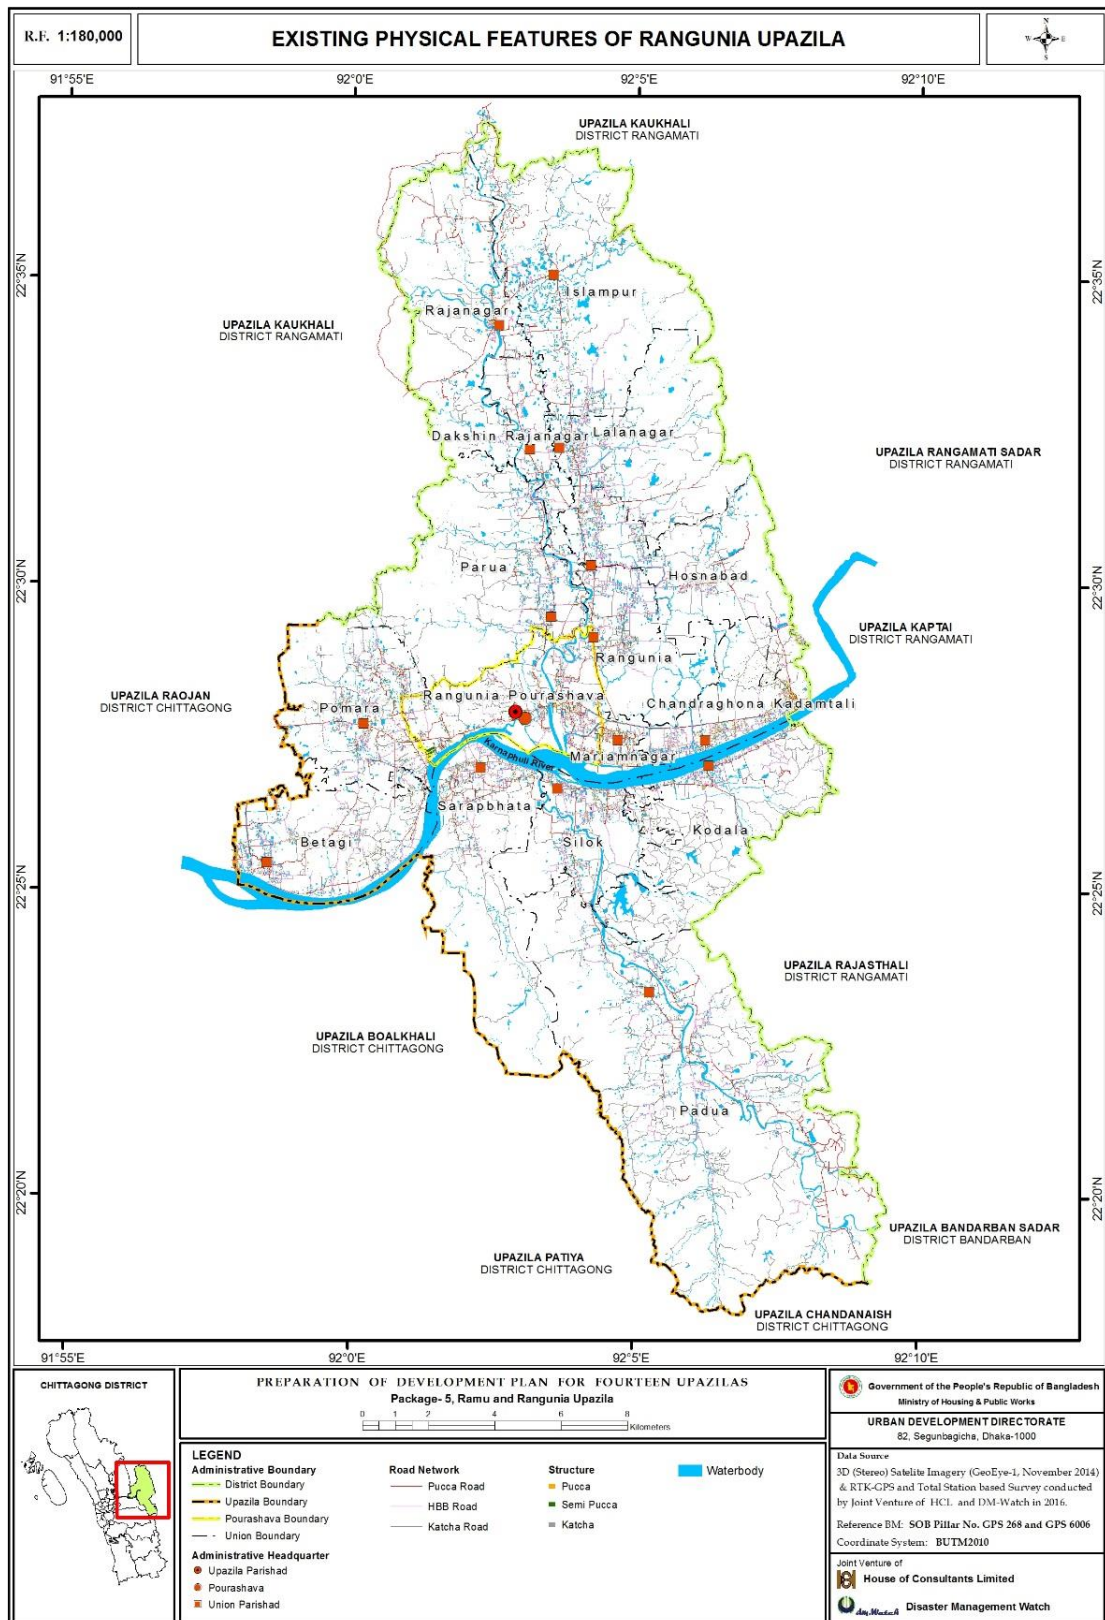 R.F. 1:180,000
EXISTING PHYSICAL FEATURES OF RANGUNIA UPAZILA
N
W E
S
91°55'E 92°0'E 92°5'E 92°10'E
UPAZILA KAUKHALI
DISTRICT RANGAMATI
22°35'N 22°35'N
Islampur
Rajanagar
UPAZILA KAUKHALI
DISTRICT RANGAMATI
Dakshin Rajanagar
Lalanagar
UPAZILA RANGAMATI SADAR
DISTRICT RANGAMATI
Parua
Hosnabad
22°30'N 22°30'N
UPAZILA KAPTAI
DISTRICT RANGAMATI
Rangunia
UPAZILA RAOJAN
DISTRICT CHITTAGONG
Rangunia Pourashava
Chandraghona Kadamtali
Pomara
Karnaphuli River
Mariamnagar
Sarapbhata
Kodala
Betagi
Silok
22°25'N 22°25'N
UPAZILA RAJASTHALI
DISTRICT RANGAMATI
UPAZILA BOALKHALI
DISTRICT CHITTAGONG
Padua
22°20'N 22°20'N
UPAZILA BANDARBAN SADAR
DISTRICT BANDARBAN
UPAZILA PATIYA
DISTRICT CHITTAGONG
UPAZILA CHANDANAISH
DISTRICT CHITTAGONG
91°55'E 92°0'E 92°5'E 92°10'E
CHITTAGONG DISTRICT
PREPARATION OF DEVELOPMENT PLAN FOR FOURTEEN UPAZILAS
Package- 5, Ramu and Rangunia Upazila
0 1 2 4 6 8
Kilometers
LEGEND
Administrative Boundary
District Boundary
Upazila Boundary
Pourashava Boundary
Union Boundary
Administrative Headquarter
Upazila Parishad
Pourashava
Union Parishad
Road Network
Pucca Road
HBB Road
Katcha Road
Structure
Pucca
Semi Pucca
Katcha
Waterbody
Government of the People's Republic of Bangladesh
Ministry of Housing & Public Works
URBAN DEVELOPMENT DIRECTORATE
82, Segunbagicha, Dhaka-1000
Data Source
3D (Stereo) Satelite Imagery (GeoEye-1, November 2014)
& RTK-GPS and Total Station based Survey conducted
by Joint Venture of HCL and DM-Watch in 2016.
Reference BM: SOB Pillar No. GPS 268 and GPS 6006
Coordinate System: BUTM2010
Joint Venture of
House of Consultants Limited
DM Watch
Disaster Management Watch